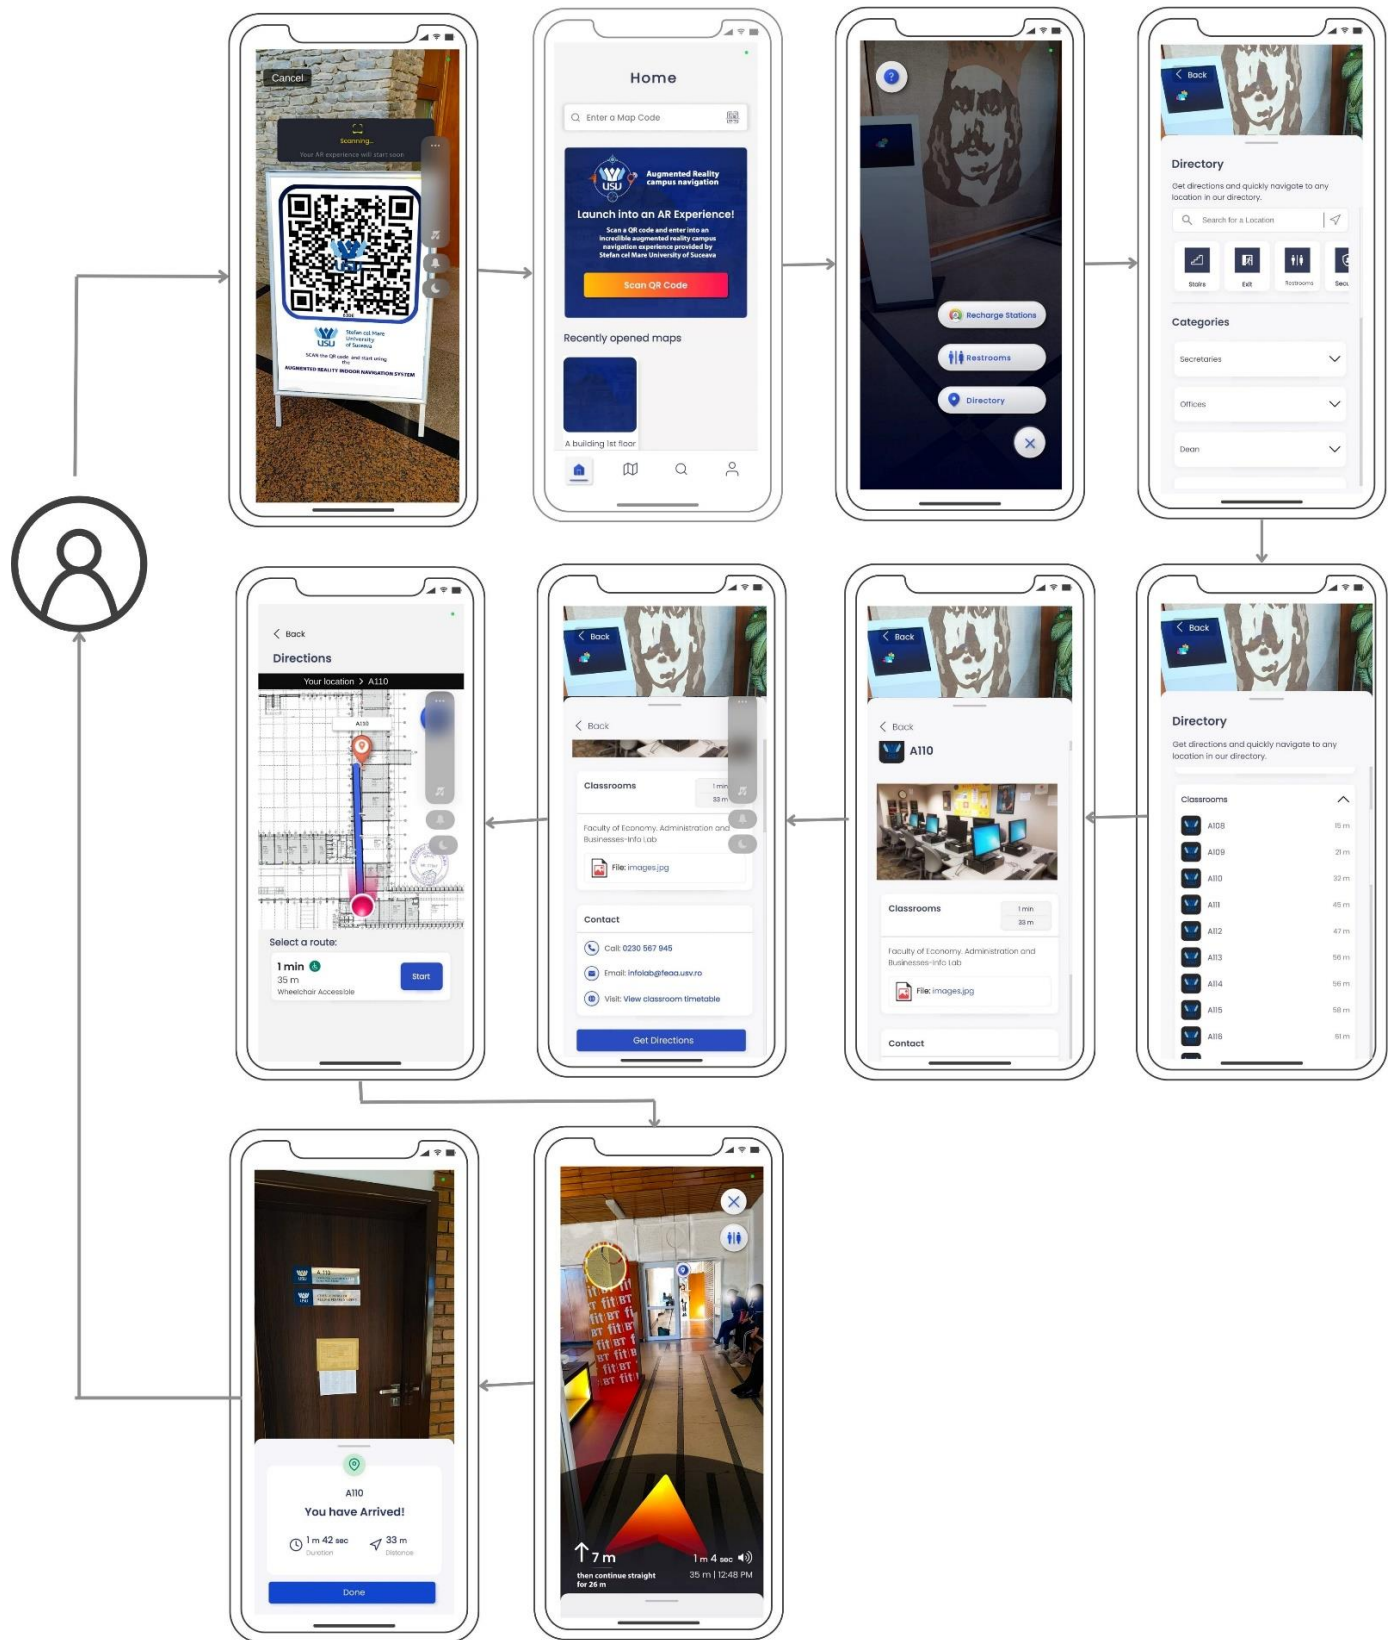 Cancel
Scanning...
Your AR experience will start soon
USU
Stefan cel Mare
University
of Suceava
SCAN the QR code and start using
the
AUGMENTED REALITY INDOOR NAVIGATION SYSTEM
Home
Enter a Map Code
USU
Augmented Reality
campus navigation
Launch into an AR Experience!
Scan a QR code and enter into an
incredible augmented reality campus
navigation experience provided by
Stefan cel Mare University of Suceava
Scan QR Code
Recently opened maps
A building 1st floor
?
Recharge Stations
Restrooms
Directory
Back
Directory
Get directions and quickly navigate to any
location in our directory.
Search for a Location
Stairs
Exit
Restrooms
Secu
Categories
Secretaries
Offices
Dean
Back
Directory
Get directions and quickly navigate to any
location in our directory.
Classrooms
A108 15 m
A109 21 m
A110 32 m
A111 45 m
A112 47 m
A113 56 m
A114 56 m
A115 58 m
A116 61 m
Back
Back
A110
Classrooms
1 min
33 m
Faculty of Economy, Administration and
Businesses-Info Lab
File: images.jpg
Contact
Back
Back
Classrooms
1 min
33 m
Faculty of Economy, Administration and
Businesses-Info Lab
File: images.jpg
Contact
Call: 0230 567 945
Email: infolab@feaa.usv.ro
Visit: View classroom timetable
Get Directions
Back
Directions
Your location > A110
A110
Select a route:
1 min
35 m
Wheelchair Accessible
Start
fit BT
7 m
then continue straight
for 26 m
1 m 4 sec
35 m | 12:48 PM
A 110
A110
You have Arrived!
1 m 42 sec
Duration
33 m
Distance
Done